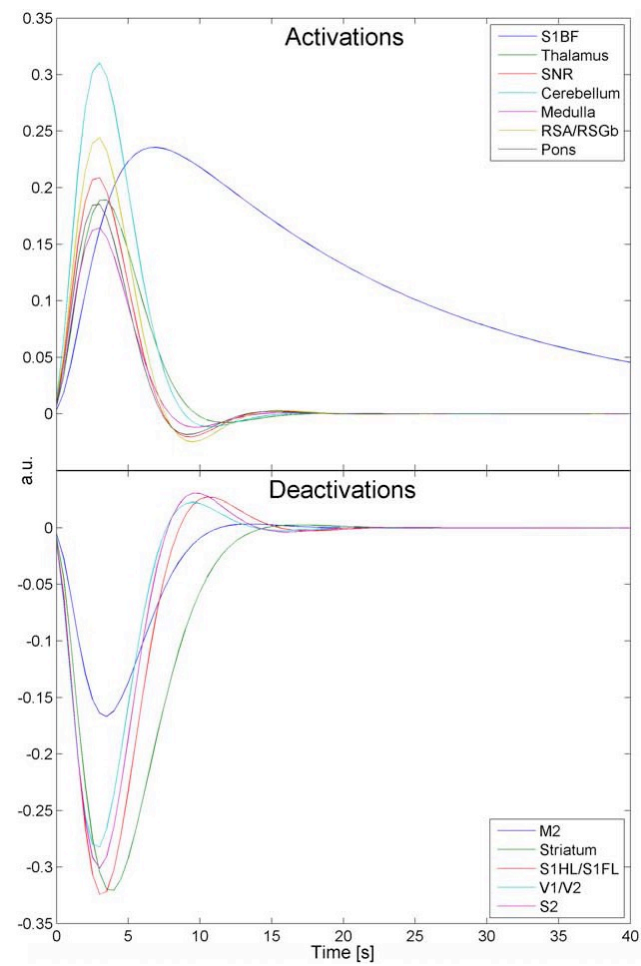 0.35
Activations
S1BF
Thalamus
SNR
Cerebellum
Medulla
RSA/RSGb
Pons
0.3
0.25
0.2
0.15
0.1
0.05
0
a.u.
Deactivations
0
-0.05
-0.1
-0.15
-0.2
-0.25
-0.3
-0.35
M2
Striatum
S1HL/S1FL
V1/V2
S2
0 5 10 15 20 25 30 35 40
Time [s]